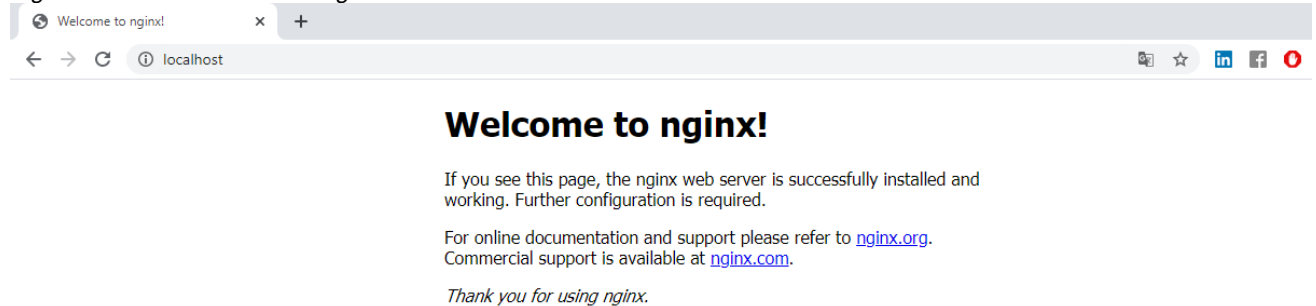 Welcome to nginx!
localhost
Welcome to nginx!
If you see this page, the nginx web server is successfully installed and
working. Further configuration is required.
For online documentation and support please refer to nginx.org.
Commercial support is available at nginx.com.
Thank you for using nginx.